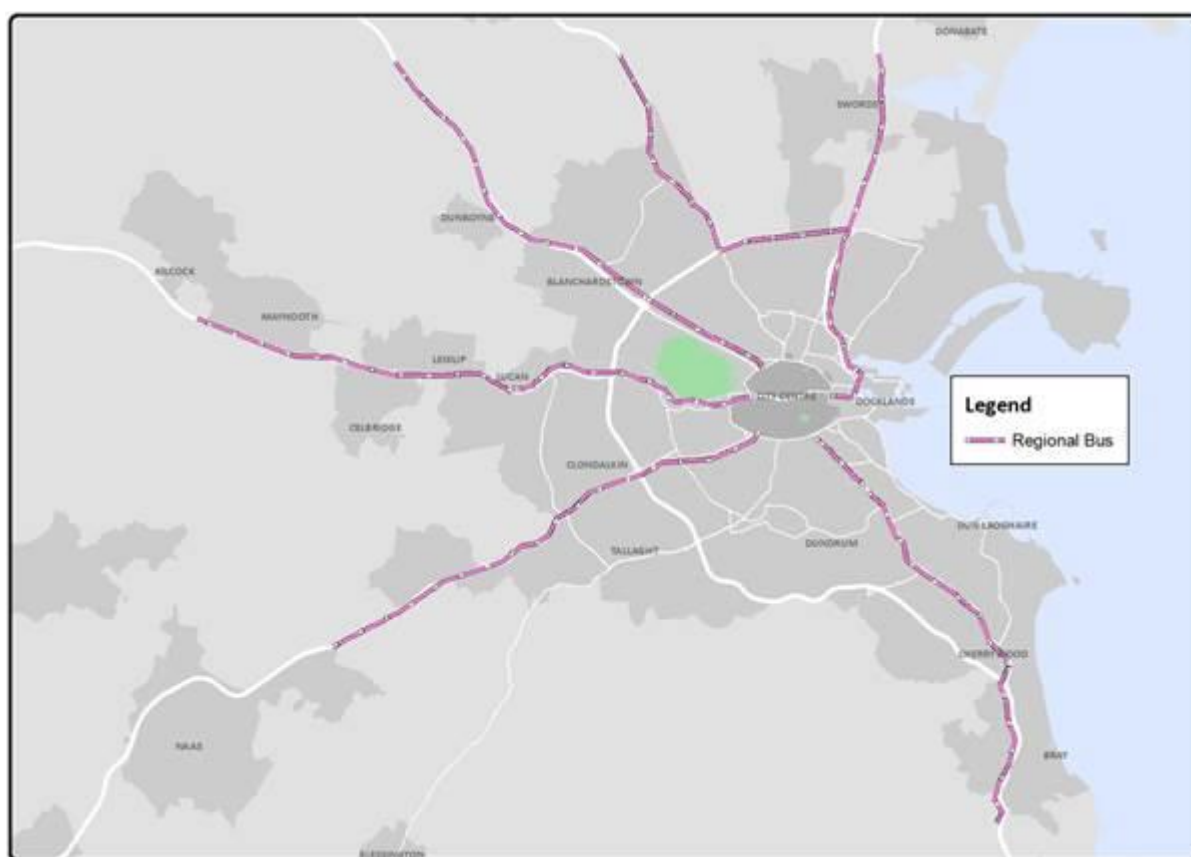 DONABATE
SWORDS
DUNBOYNE
KILCOCK
BLANCHARDSTOWN
MAYNOOTH
LEIXLIP
LUCAN
CITY CENTRE
DOCKLANDS
Legend
Regional Bus
CELBRIDGE
CLONDALKIN
DUN LAOGHAIRE
TALLAGHT
DUNDRUM
CHERRYWOOD
NAAS
BRAY
BLESSINGTON